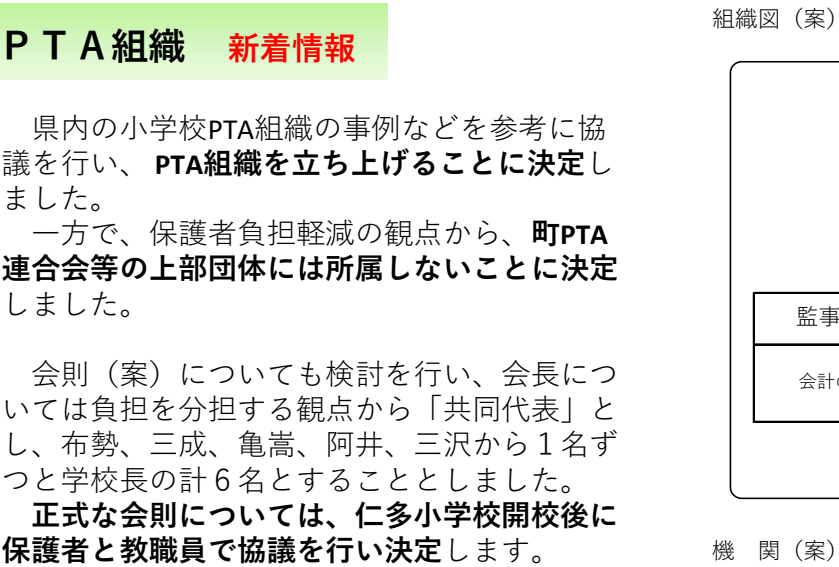 ＰＴＡ組織　新着情報
　県内の小学校PTA組織の事例などを参考に協
議を行い、 PTA組織を立ち上げることに決定し
ました。
　一方で、保護者負担軽減の観点から、町PTA
連合会等の上部団体には所属しないことに決定
しました。
　会則（案）についても検討を行い、会長につ
いては負担を分担する観点から「共同代表」と
し、布勢、三成、亀嵩、阿井、三沢から１名ず
つと学校長の計６名とすることとしました。
　正式な会則については、仁多小学校開校後に
保護者と教職員で協議を行い決定します。
組織図（案）
監事
会計の
機　関（案）